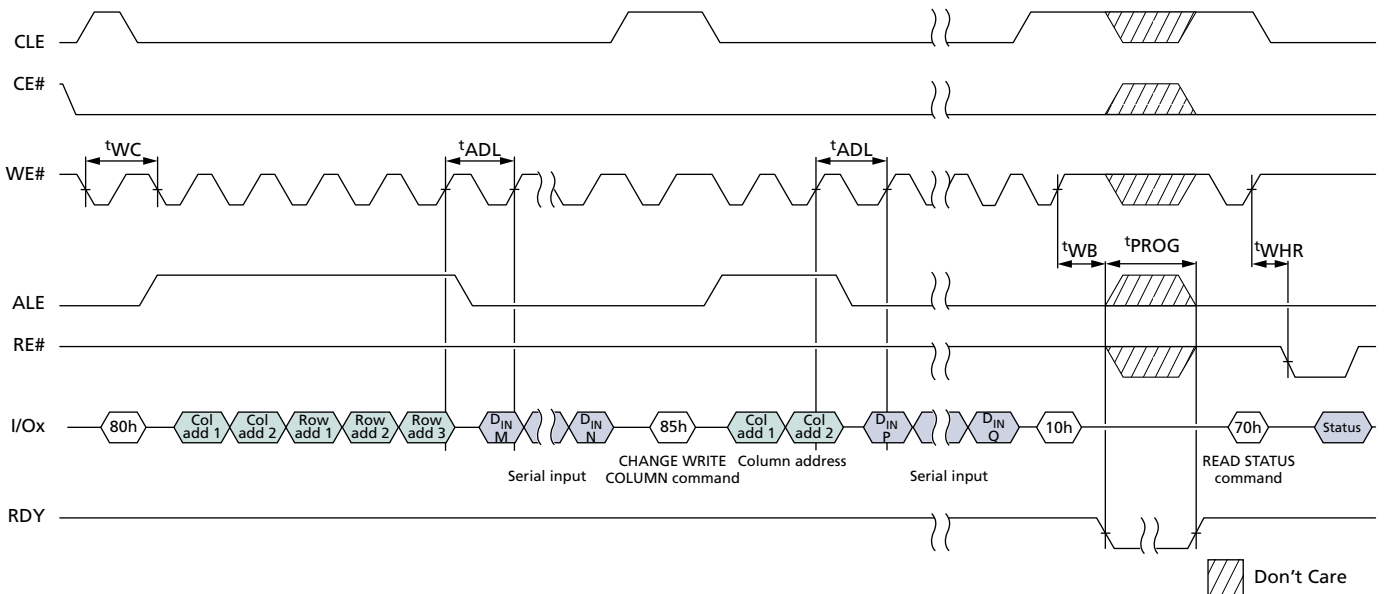 CLE
CE#
tWC
tADL
tADL
WE#
tWB
tPROG
tWHR
ALE
RE#
I/Ox
80h
Col add 1
Col add 2
Row add 1
Row add 2
Row add 3
DIN M
DIN N
85h
Col add 1
Col add 2
DIN P
DIN Q
10h
70h
Status
Serial input
CHANGE WRITE
COLUMN command
Column address
Serial input
READ STATUS
command
RDY
Don't Care